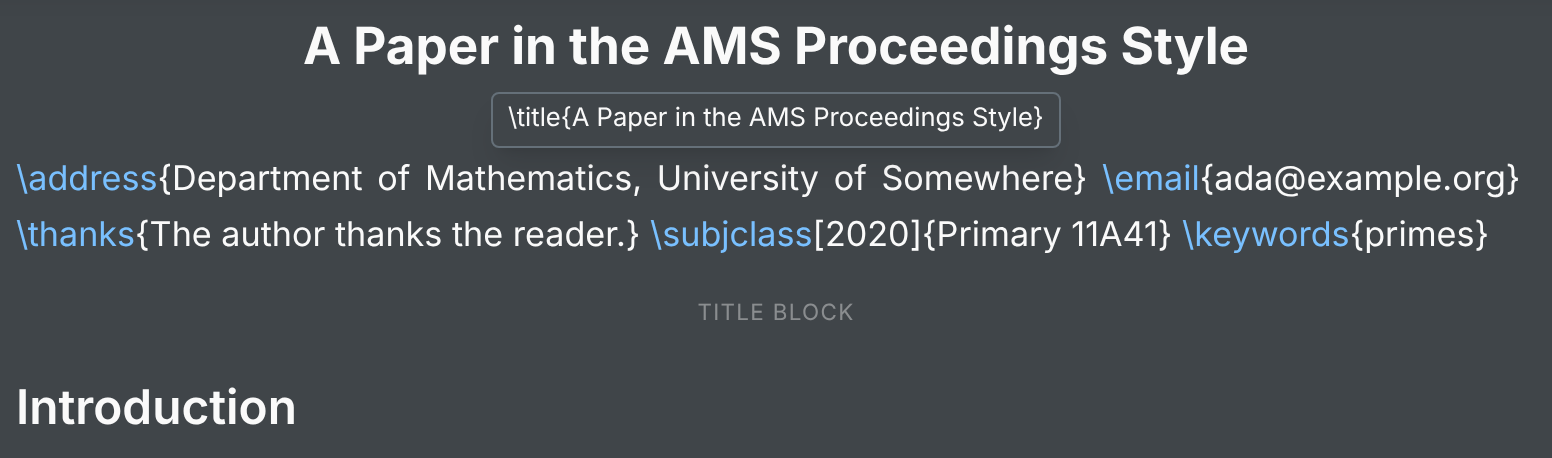 A Paper in the AMS Proceedings Style
\title{A Paper in the AMS Proceedings Style}
\address{Department of Mathematics, University of Somewhere} \email{ada@example.org}
\thanks{The author thanks the reader.} \subjclass[2020]{Primary 11A41} \keywords{primes}
TITLE BLOCK
Introduction